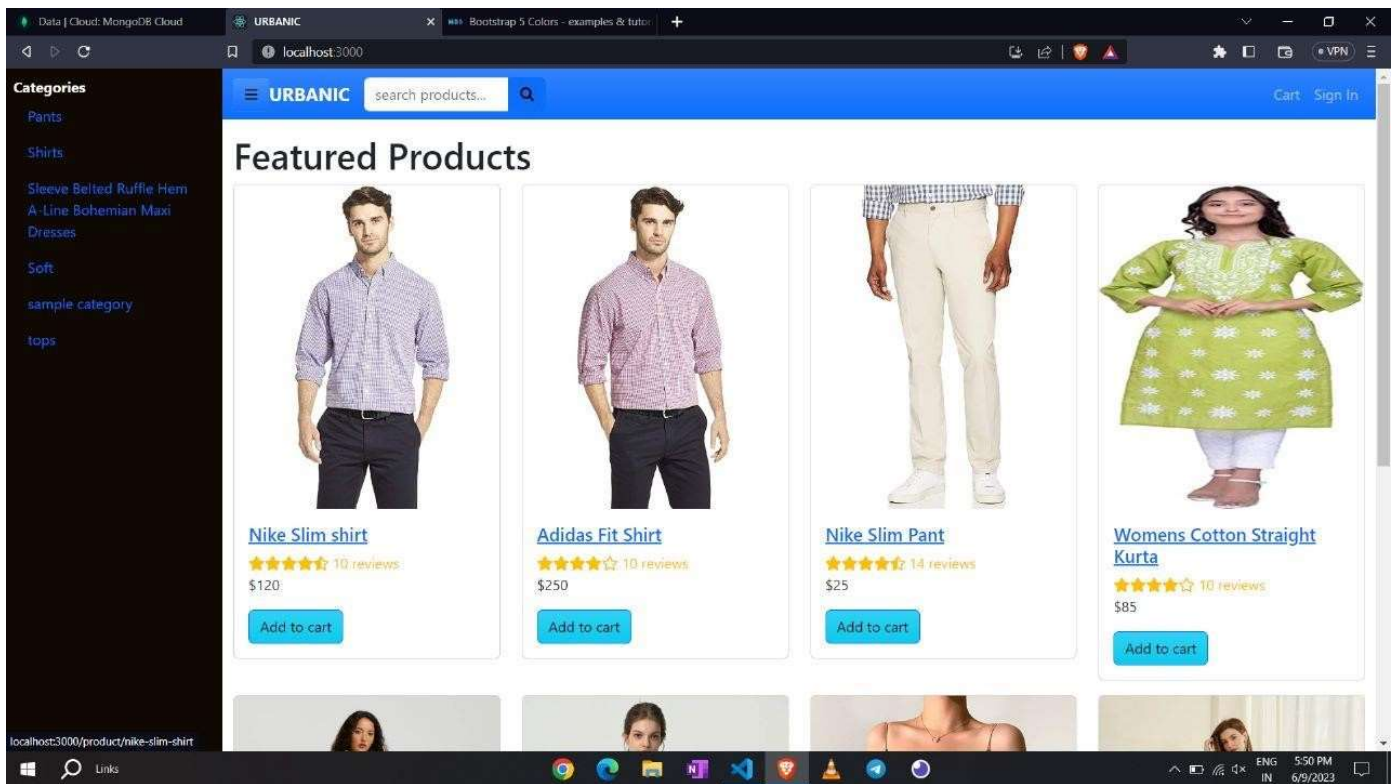 Data | Cloud: MongoDB Cloud
URBANIC
Bootstrap 5 Colors - examples & tutor
localhost:3000
VPN
Categories
Pants
Shirts
Sleeve Belted Ruffle Hem
A-Line Bohemian Maxi
Dresses
Soft
sample category
tops
URBANIC
search products...
Cart
Sign In
Featured Products
Nike Slim shirt
10 reviews
$120
Add to cart
Adidas Fit Shirt
10 reviews
$250
Add to cart
Nike Slim Pant
14 reviews
$25
Add to cart
Womens Cotton Straight
Kurta
10 reviews
$85
Add to cart
localhost:3000/product/nike-slim-shirt
Links
ENG
IN
5:50 PM
6/9/2023